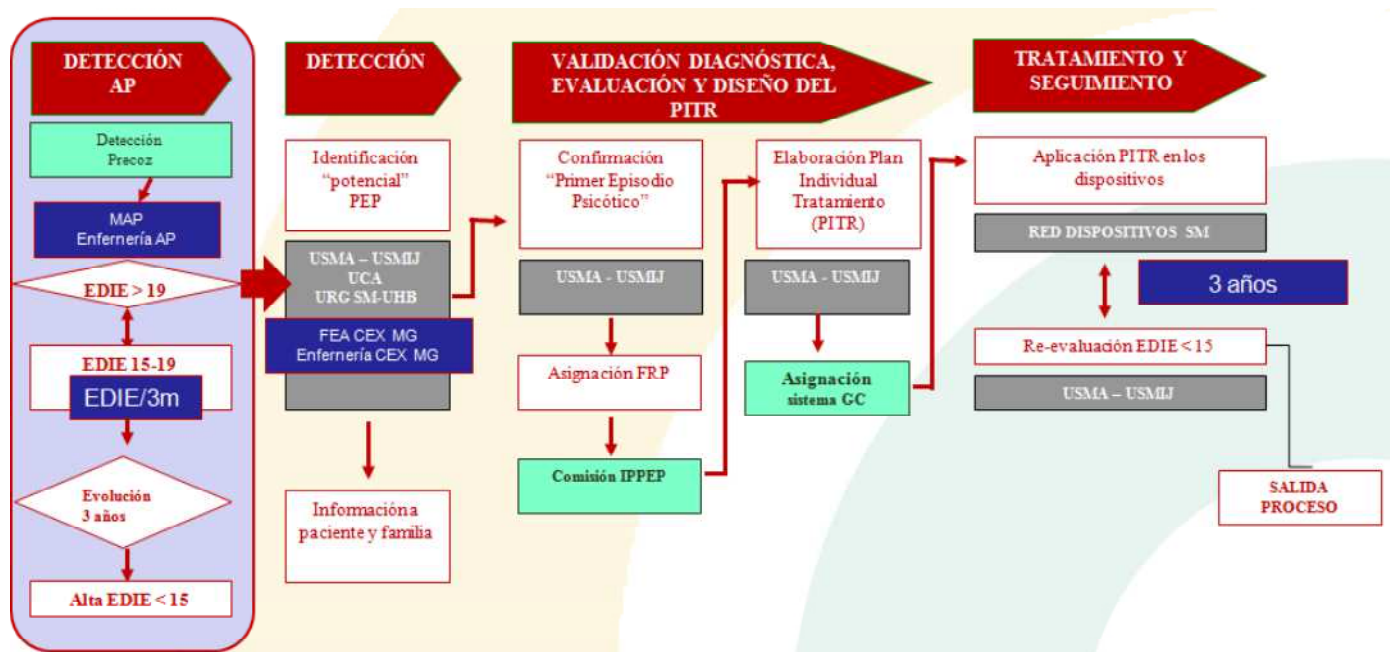 DETECCIÓN
AP
Detección
Precoz
MAP
Enfernería AP
EDIE > 19
EDIE 15-19
EDIE/3m
Evolución
3 años
Alta EDIE < 15
DETECCIÓN
Identificación
“potencial”
PEP
USMA – USMIJ
UCA
URG SM-UHB
FEA CEX MG
Enfernería CEX MG
Información a
paciente y familia
VALIDACIÓN DIAGNÓSTICA,
EVALUACIÓN Y DISEÑO DEL
PITR
Confirmación
“Primer Episodio
Psicótico”
USMA - USMIJ
Asignación FRP
Comisión IPPEP
Elaboración Plan
Individual
Tratamiento
(PITR)
USMA - USMIJ
Asignación
sistema GC
TRATAMIENTO Y
SEGUIMIENTO
Aplicación PITR en los
dispositivos
RED DISPOSITIVOS SM
3 años
Re-evaluación EDIE < 15
USMA – USMIJ
SALIDA
PROCESO